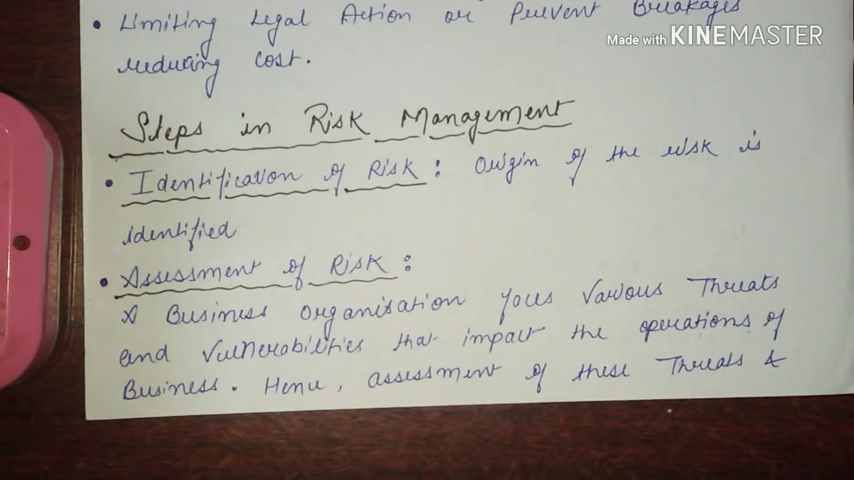 • Limiting Legal Action or Prevent Breakages
Made with KINEMASTER
reducing cost.
Steps in Risk Management
• Identification of Risk : Origin of the risk is
identified
• Assessment of Risk :
A Business Organisation faces Various Threats
and Vulnerabilities that impact the operations of
Business. Hence, assessment of these Threats &